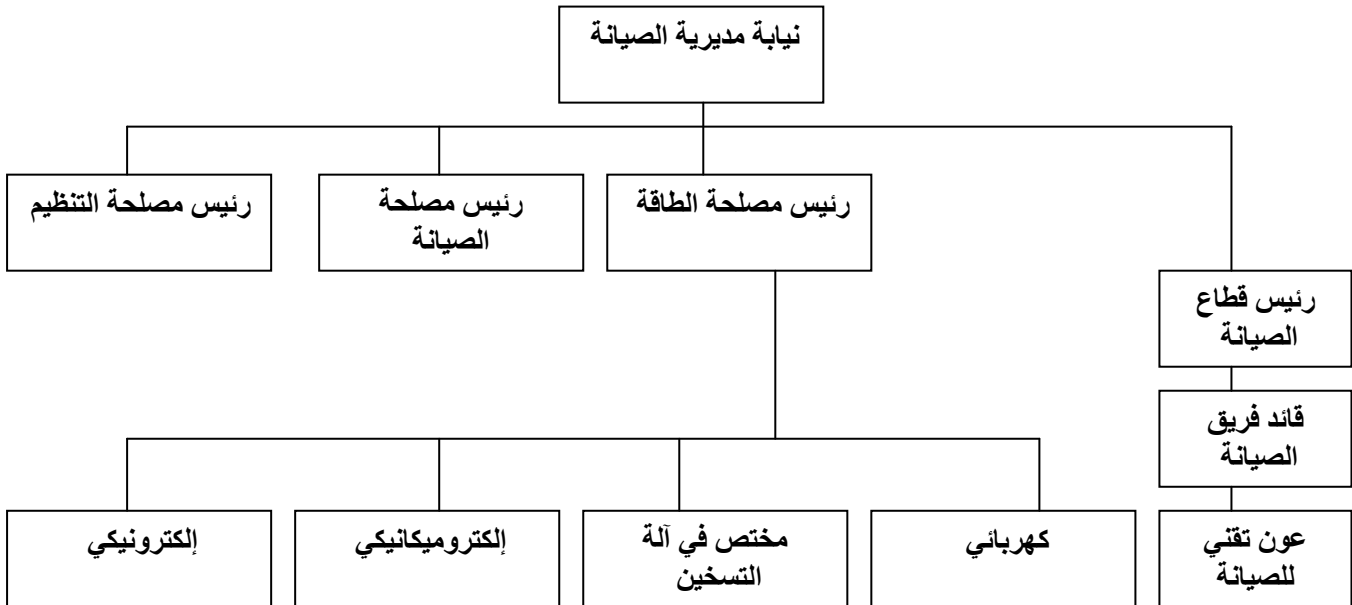 نيابة مديرية الصيانة
رئيس قطاع
الصيانة
قائد فريق
الصيانة
عون تقني
للصيانة
رئيس مصلحة الطاقة
رئيس مصلحة
الصيانة
رئيس مصلحة التنظيم
كهربائي
مختص في آلة
التسخين
إلكتروميكانيكي
إلكترونيكي